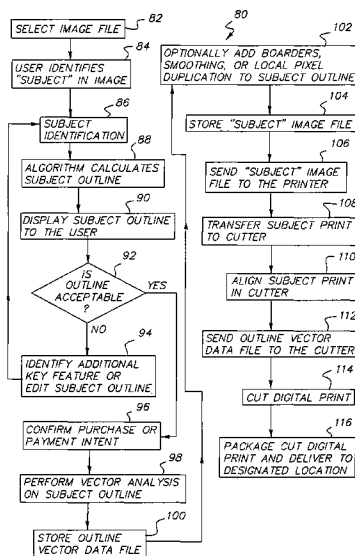 SELECT IMAGE FILE
82
84
USER IDENTIFIES
"SUBJECT" IN IMAGE
86
SUBJECT
IDENTIFICATION
88
ALGORITHM CALCULATES
SUBJECT OUTLINE
90
DISPLAY SUBJECT OUTLINE
TO THE USER
92
IS
OUTLINE
ACCEPTABLE
?
YES
NO
94
IDENTIFY ADDITIONAL
KEY FEATURE OR
EDIT SUBJECT OUTLINE
96
CONFIRM PURCHASE OR
PAYMENT INTENT
98
PERFORM VECTOR ANALYSIS
ON SUBJECT OUTLINE
100
STORE OUTLINE
VECTOR DATA FILE
80
102
OPTIONALLY ADD BOARDERS,
SMOOTHING, OR LOCAL PIXEL
DUPLICATION TO SUBJECT OUTLINE
104
STORE "SUBJECT" IMAGE FILE
106
SEND "SUBJECT" IMAGE
FILE TO THE PRINTER
108
TRANSFER SUBJECT PRINT
TO CUTTER
110
ALIGN SUBJECT PRINT
IN CUTTER
112
SEND OUTLINE VECTOR
DATA FILE TO THE CUTTER
114
CUT DIGITAL PRINT
116
PACKAGE CUT DIGITAL
PRINT AND DELIVER TO
DESIGNATED LOCATION